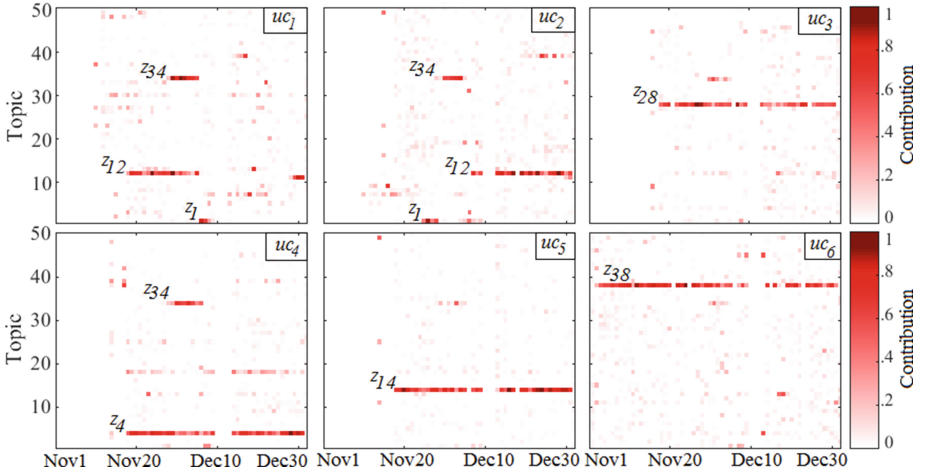 50
40
30
20
10
Topic
uc1
z34
z12
z1
uc2
z34
z12
z1
uc3
z28
1
.8
.6
.4
.2
0
Contribution
50
40
30
20
10
Topic
uc4
z34
z4
uc5
z14
uc6
z38
1
.8
.6
.4
.2
0
Contribution
Nov1 Nov20 Dec10 Dec30
Nov20 Dec10 Dec30
Nov20 Dec10 Dec30